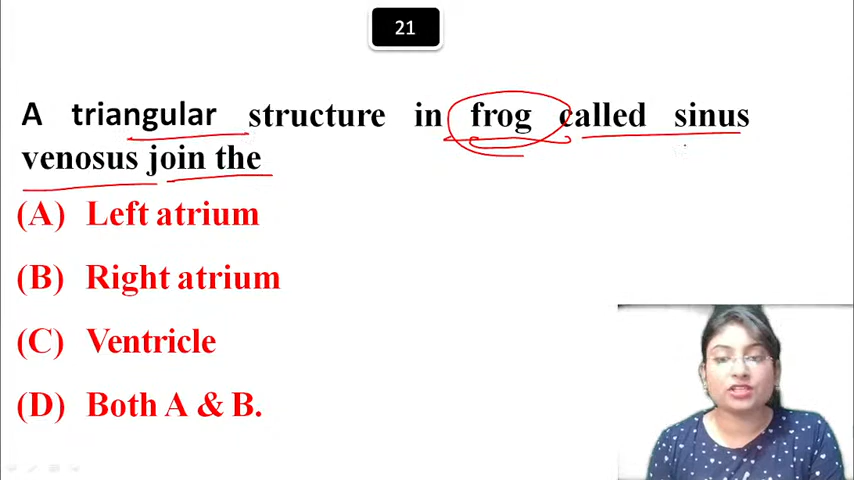 21
A triangular structure in frog called sinus
venosus join the
(A) Left atrium
(B) Right atrium
(C) Ventricle
(D) Both A & B.